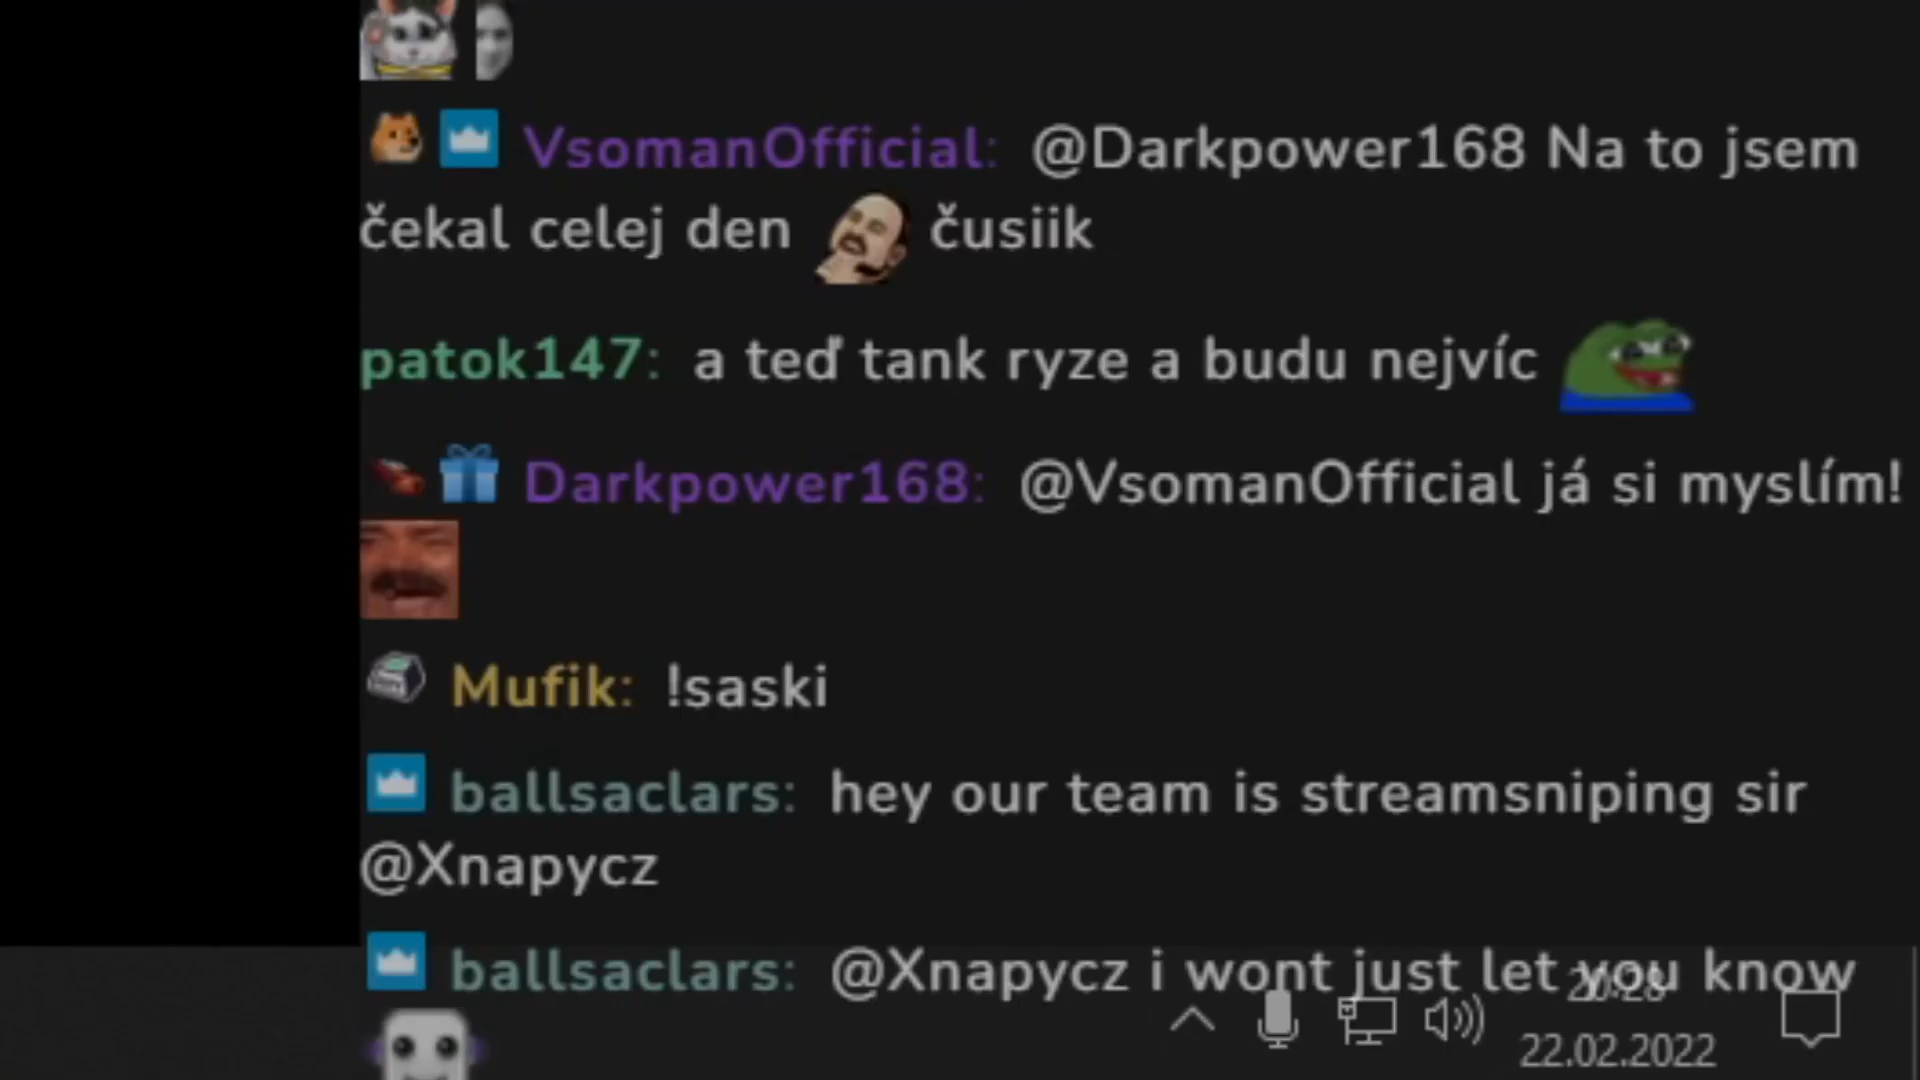 VsomanOfficial: @Darkpower168 Na to jsem
čekal celej den čusiik
patok147: a teď tank ryze a budu nejvíc
Darkpower168: @VsomanOfficial já si myslím!
Mufik: !saski
ballsaclars: hey our team is streamsniping sir
@Xnapycz
ballsaclars: @Xnapycz i wont just let you know
20:28
22.02.2022